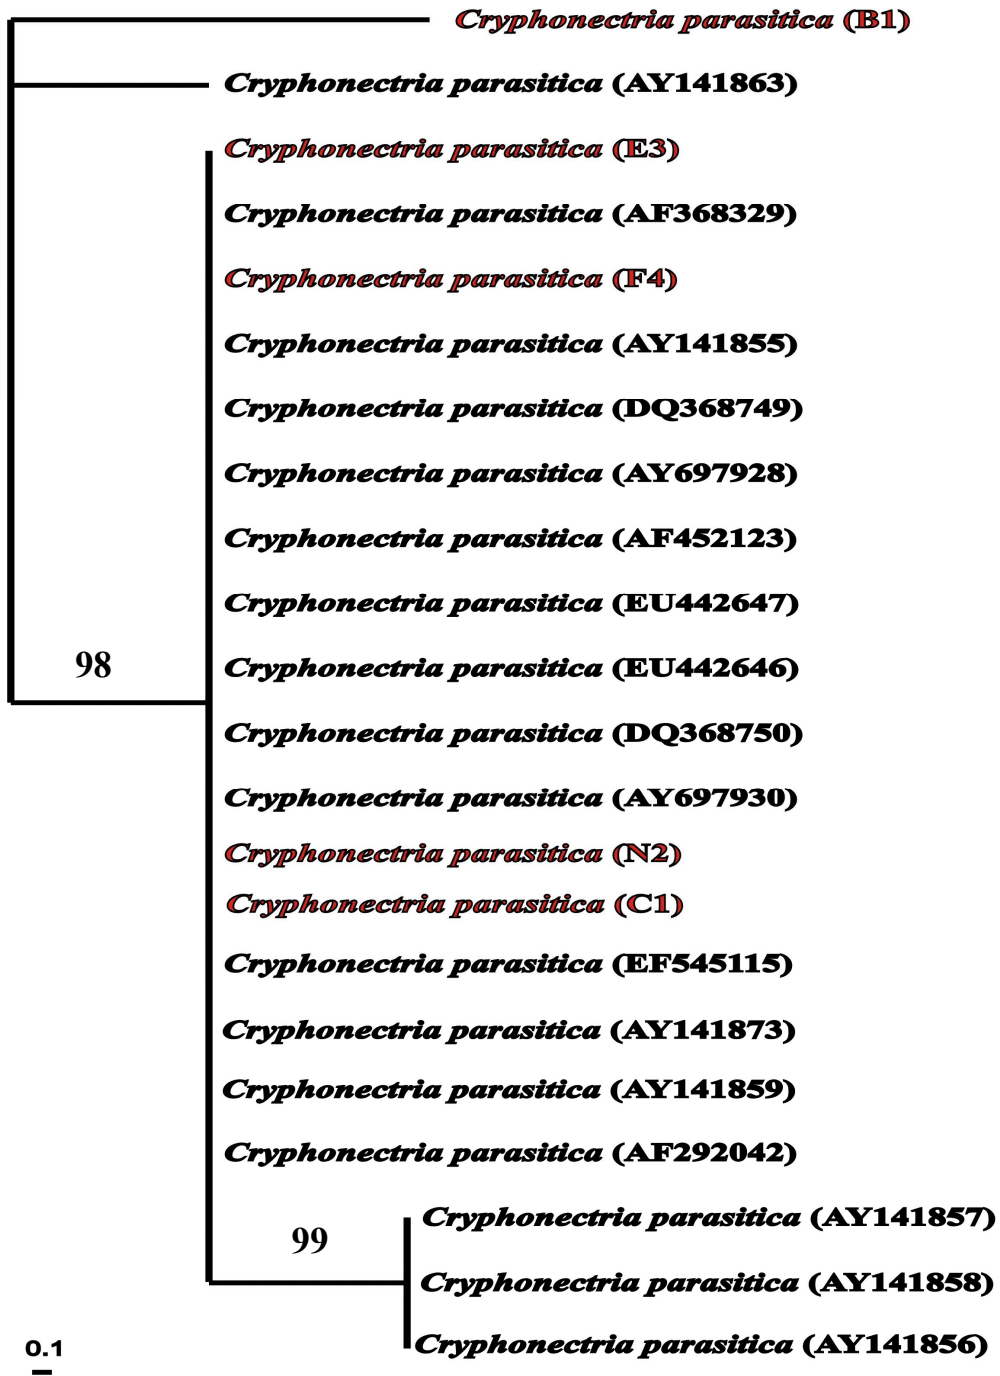 Cryphonectria parasitica (B1)
Cryphonectria parasitica (AY141863)
Cryphonectria parasitica (E3)
Cryphonectria parasitica (AF368329)
Cryphonectria parasitica (F4)
Cryphonectria parasitica (AY141855)
Cryphonectria parasitica (DQ368749)
Cryphonectria parasitica (AY697928)
Cryphonectria parasitica (AF452123)
Cryphonectria parasitica (EU442647)
98
Cryphonectria parasitica (EU442646)
Cryphonectria parasitica (DQ368750)
Cryphonectria parasitica (AY697930)
Cryphonectria parasitica (N2)
Cryphonectria parasitica (C1)
Cryphonectria parasitica (EF545115)
Cryphonectria parasitica (AY141873)
Cryphonectria parasitica (AY141859)
Cryphonectria parasitica (AF292042)
Cryphonectria parasitica (AY141857)
99
Cryphonectria parasitica (AY141858)
Cryphonectria parasitica (AY141856)
0.1